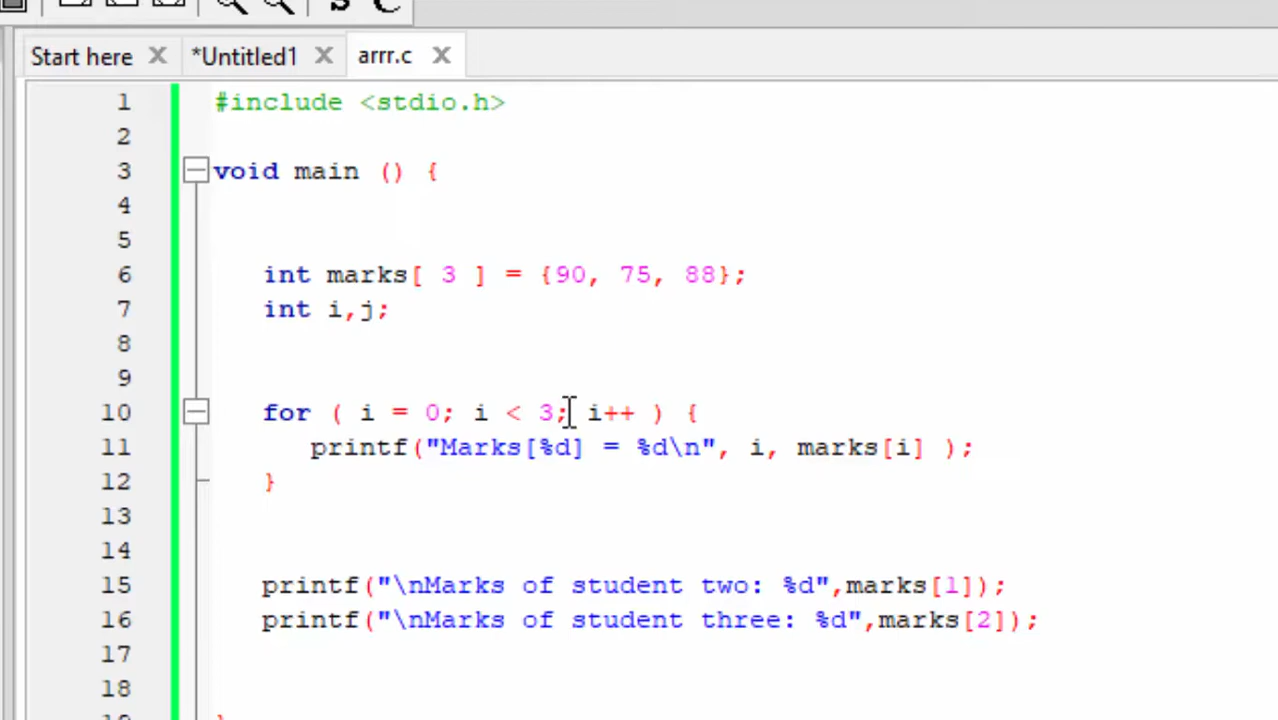 S C
Start here *Untitled1 arrr.c
1 #include <stdio.h>
2
3 void main () {
4
5
6 int marks[ 3 ] = {90, 75, 88};
7 int i,j;
8
9
10 for ( i = 0; i < 3; i++ ) {
11 printf("Marks[%d] = %d\n", i, marks[i] );
12 }
13
14
15 printf("\nMarks of student two: %d",marks[1]);
16 printf("\nMarks of student three: %d",marks[2]);
17
18
19 }